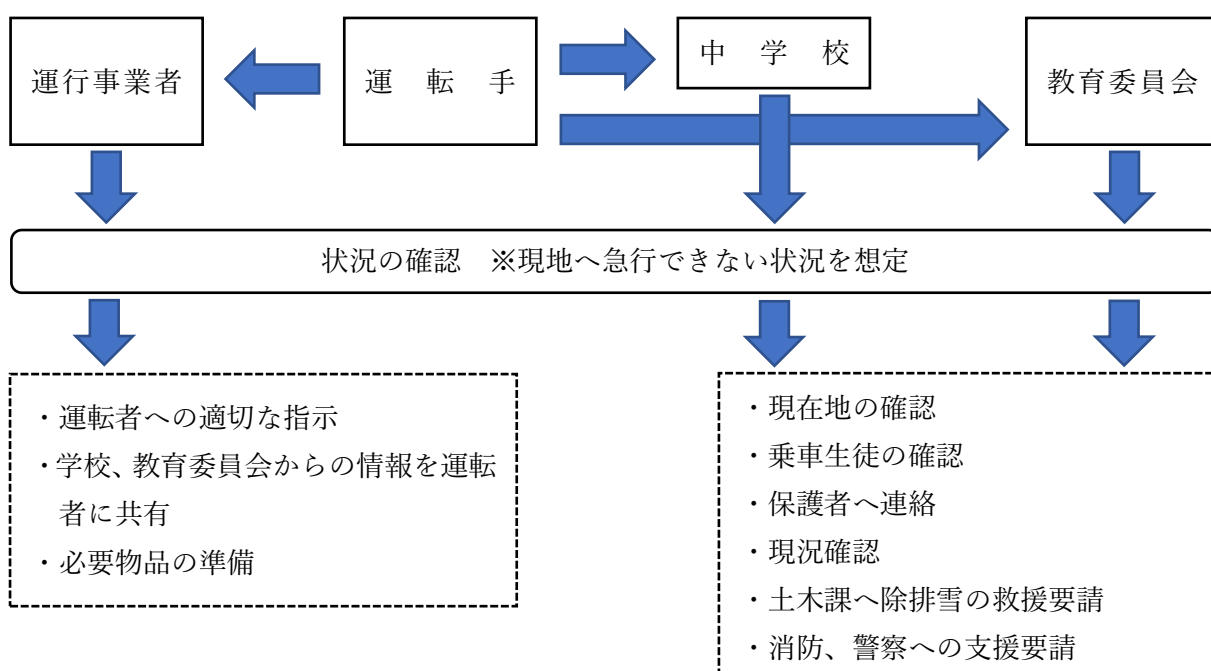 運行事業者
運 転 手
中 学 校
教育委員会
状況の確認　※現地へ急行できない状況を想定
・運転者への適切な指示
・学校、教育委員会からの情報を運転
者に共有
・必要物品の準備
・現在地の確認
・乗車生徒の確認
・保護者へ連絡
・現況確認
・土木課へ除排雪の救援要請
・消防、警察への支援要請